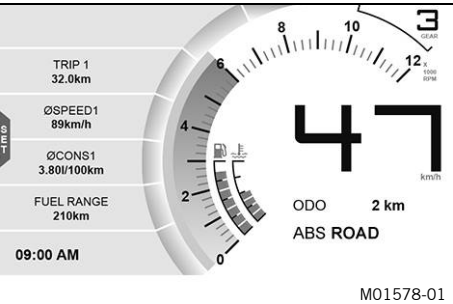 8
10
3
GEAR
TRIP 1
32.0km
6
12
X
1000
RPM
ØSPEED1
89km/h
SET
4
47
ØCONS1
3.80l/100km
km/h
FUEL RANGE
210km
2
ODO 2 km
ABS ROAD
09:00 AM
0
M01578-01